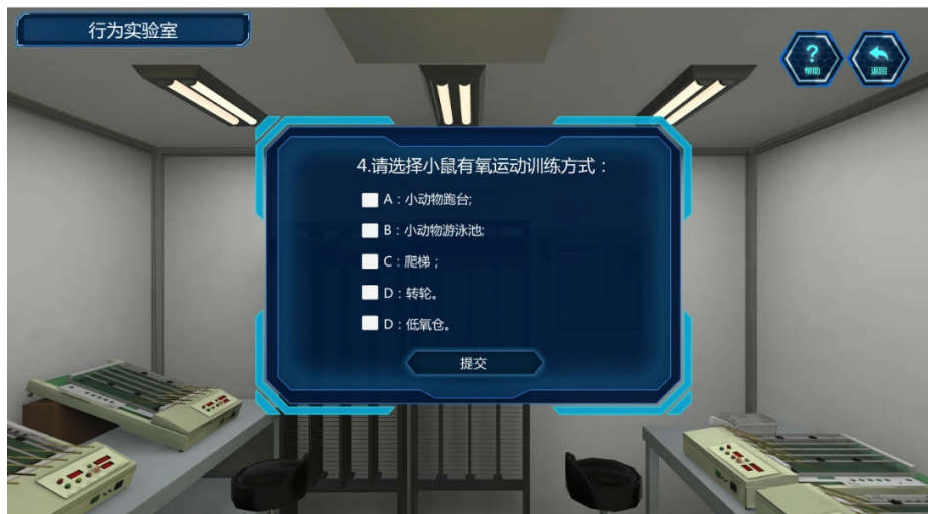 行为实验室
帮助
返回
4.请选择小鼠有氧运动训练方式：
A：小动物跑台;
B：小动物游泳池;
C：爬梯；
D：转轮。
D：低氧仓。
提交